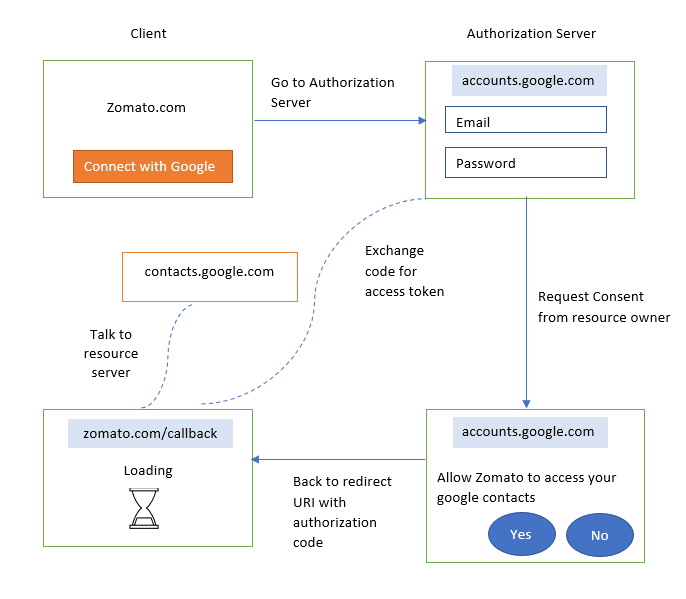 Client
Authorization Server
Zomato.com
Connect with Google
Go to Authorization
Server
accounts.google.com
Email
Password
Exchange
code for
access token
contacts.google.com
Talk to
resource
server
Request Consent
from resource owner
zomato.com/callback
Loading
Back to redirect
URI with
authorization
code
accounts.google.com
Allow Zomato to access your
google contacts
Yes
No